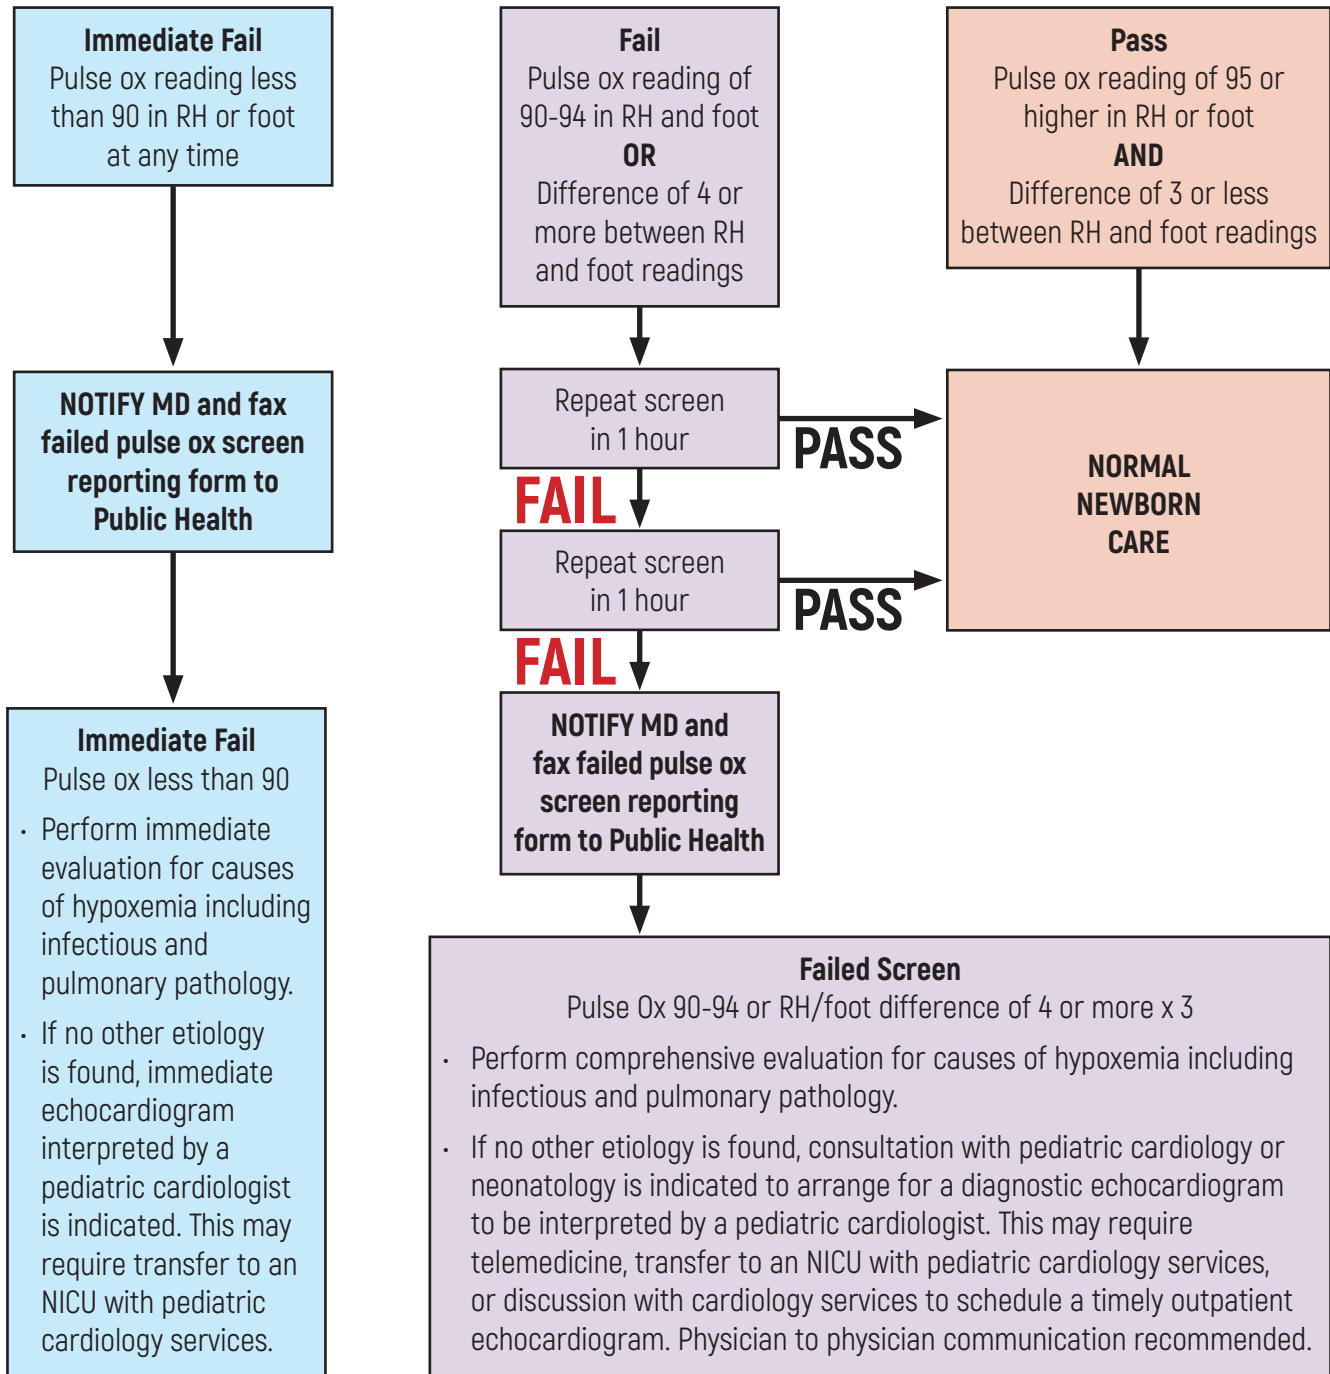 Immediate Fail
Pulse ox reading less
than 90 in RH or foot
at any time
NOTIFY MD and fax
failed pulse ox screen
reporting form to
Public Health
Immediate Fail
Pulse ox less than 90
· Perform immediate
evaluation for causes
of hypoxemia including
infectious and
pulmonary pathology.
· If no other etiology
is found, immediate
echocardiogram
interpreted by a
pediatric cardiologist
is indicated. This may
require transfer to an
NICU with pediatric
cardiology services.
Fail
Pulse ox reading of
90-94 in RH and foot
OR
Difference of 4 or
more between RH
and foot readings
Repeat screen
in 1 hour
PASS
FAIL
Repeat screen
in 1 hour
PASS
FAIL
NOTIFY MD and
fax failed pulse ox
screen reporting
form to Public Health
Failed Screen
Pulse Ox 90-94 or RH/foot difference of 4 or more x 3
· Perform comprehensive evaluation for causes of hypoxemia including
infectious and pulmonary pathology.
· If no other etiology is found, consultation with pediatric cardiology or
neonatology is indicated to arrange for a diagnostic echocardiogram
to be interpreted by a pediatric cardiologist. This may require
telemedicine, transfer to an NICU with pediatric cardiology services,
or discussion with cardiology services to schedule a timely outpatient
echocardiogram. Physician to physician communication recommended.
Pass
Pulse ox reading of 95 or
higher in RH or foot
AND
Difference of 3 or less
between RH and foot readings
NORMAL
NEWBORN
CARE